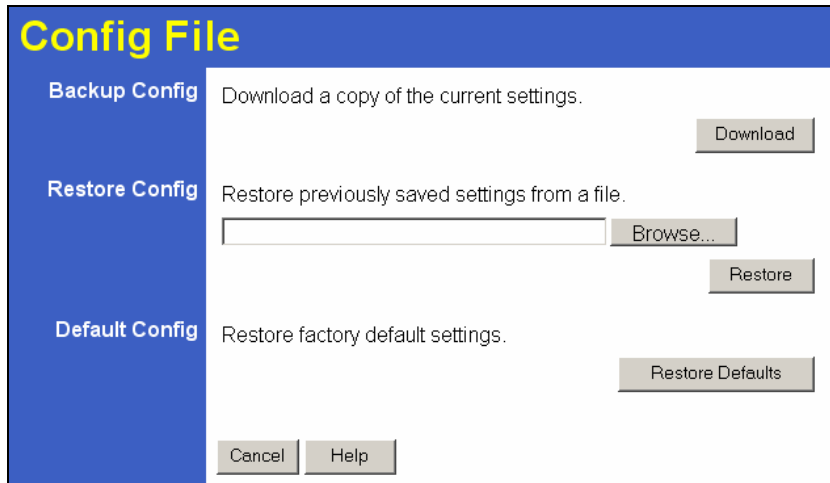 Config File
Backup Config
Download a copy of the current settings.
Download
Restore Config
Restore previously saved settings from a file.
Browse...
Restore
Default Config
Restore factory default settings.
Restore Defaults
Cancel
Help